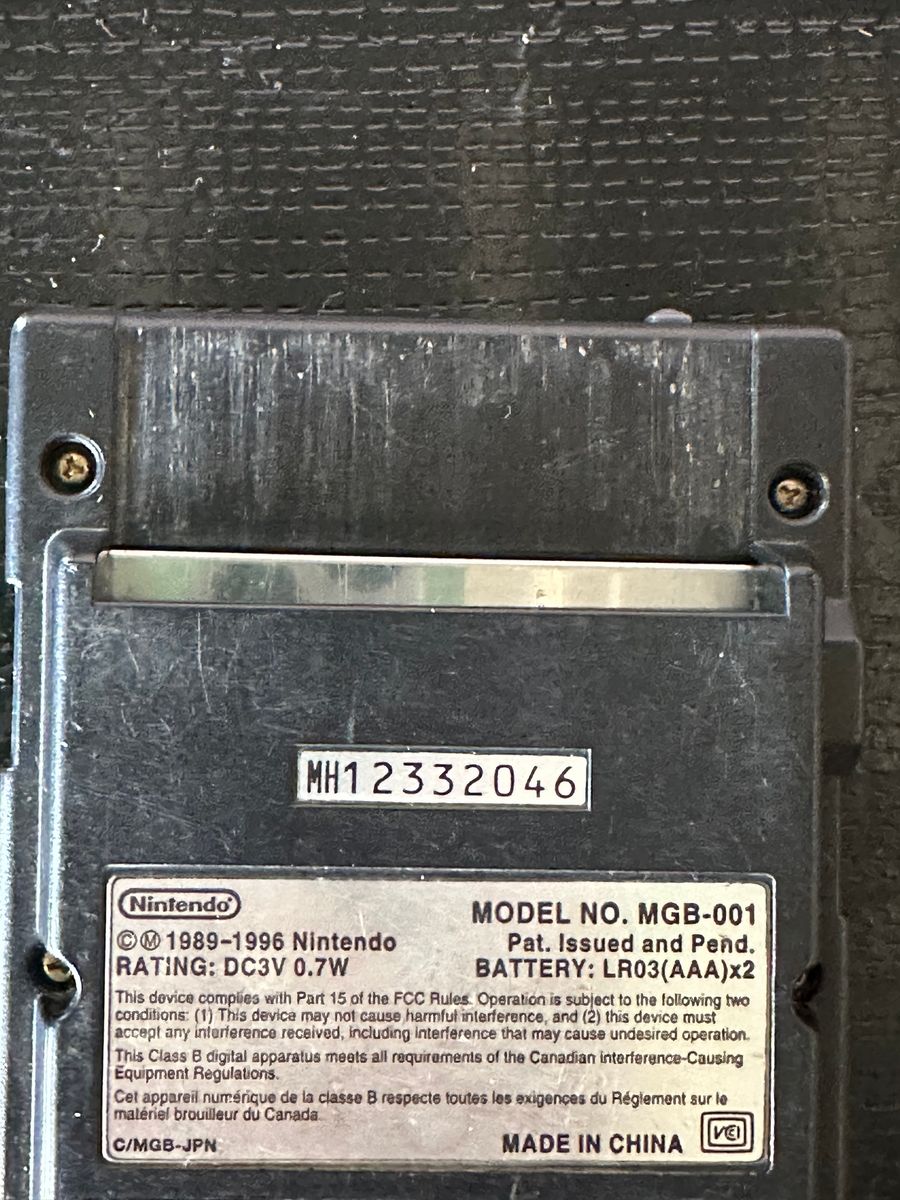 MH12332046
Nintendo®
MODEL NO. MGB-001
©Ⓜ1989-1996 Nintendo
Pat. Issued and Pend.
RATING: DC3V 0.7W
BATTERY: LR03(AAA)x2
This device complies with Part 15 of the FCC Rules. Operation is subject to the following two
conditions: (1) This device may not cause harmful interference, and (2) this device must
accept any interference received, including interference that may cause undesired operation.
This Class B digital apparatus meets all requirements of the Canadian Interference-Causing
Equipment Regulations.
Cet appareil numérique de la classe B respecte toutes les exigences du Réglement sur le
matériel brouilleur du Canada
C/MGB-JPN
MADE IN CHINA
VCI